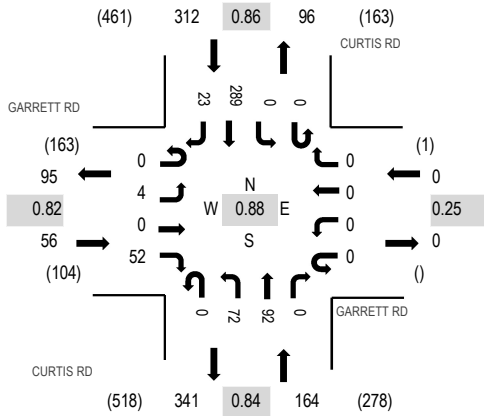 (461) 312 0.86 96 (163)
CURTIS RD
23 289 0 0
GARRETT RD
(163) 0 0 (1)
95 4 N 0 0
0.82 W 0.88 E 0.25
56 0 S 0 0
(104) 52 0 ()
0 72 92 0
GARRETT RD
CURTIS RD
(518) 341 0.84 164 (278)